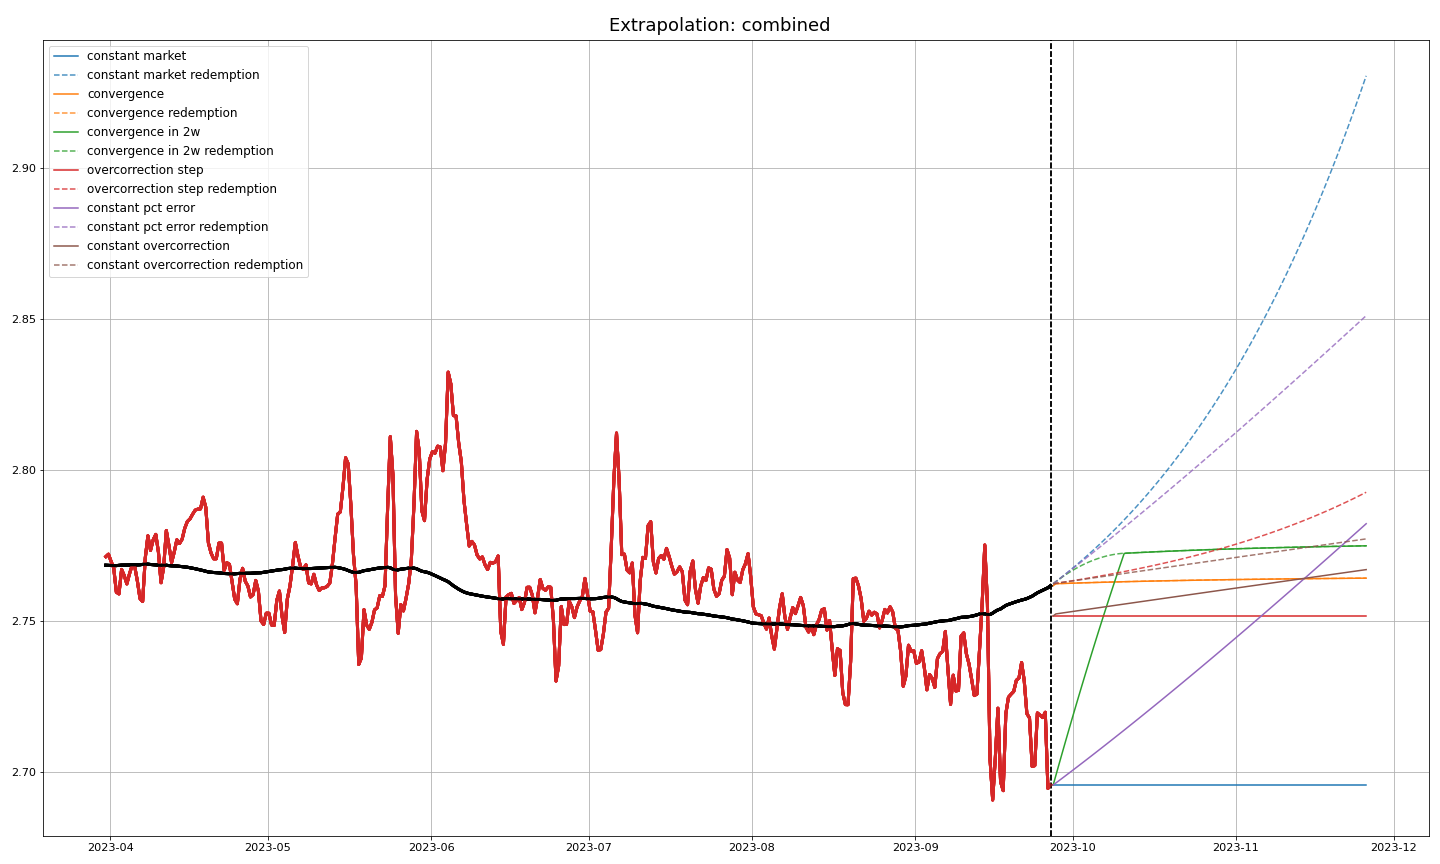 Extrapolation: combined
constant market
constant market redemption
convergence
convergence redemption
convergence in 2w
convergence in 2w redemption
overcorrection step
overcorrection step redemption
constant pct error
constant pct error redemption
constant overcorrection
constant overcorrection redemption
2.90
2.85
2.80
2.75
2.70
2023-04 2023-05 2023-06 2023-07 2023-08 2023-09 2023-10 2023-11 2023-12